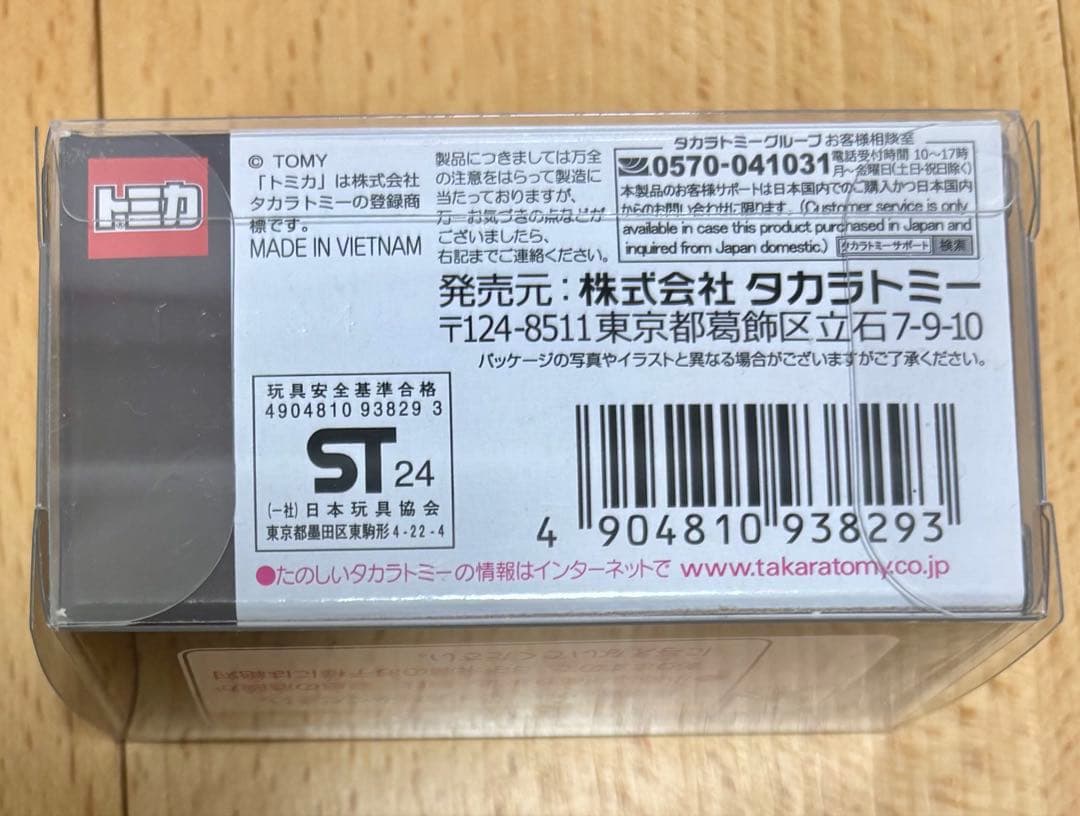 トミカ
© TOMY
「トミカ」は株式会社
タカラトミーの登録商
標です。
MADE IN VIETNAM
製品につきましては万全
の注意をはらって製造に
当たっておりますが、
万一お気づきの点などが
ございましたら、
右記までご連絡ください。
タカラトミーグループお客様相談室
0570-041031 電話受付時間 10〜17時
月〜金曜日(土・日・祝日除く)
本製品のお客様サポートは日本国内でのご購入かつ日本国内
からのお問い合わせに限ります。(Customer service is only
available in case this product purchased in Japan and
inquired from Japan domestic.) タカラトミーサポート 検索
発売元：株式会社 タカラトミー
〒124-8511 東京都葛飾区立石7-9-10
パッケージの写真やイラストと異なる場合がございますがご了承ください。
玩具安全基準合格
4904810 93829 3
ST 24
(一社)日本玩具協会
東京都墨田区東駒形4-22-4
4 904810 938293
●たのしいタカラトミーの情報はインターネットで www.takaratomy.co.jp
に与えないでください。